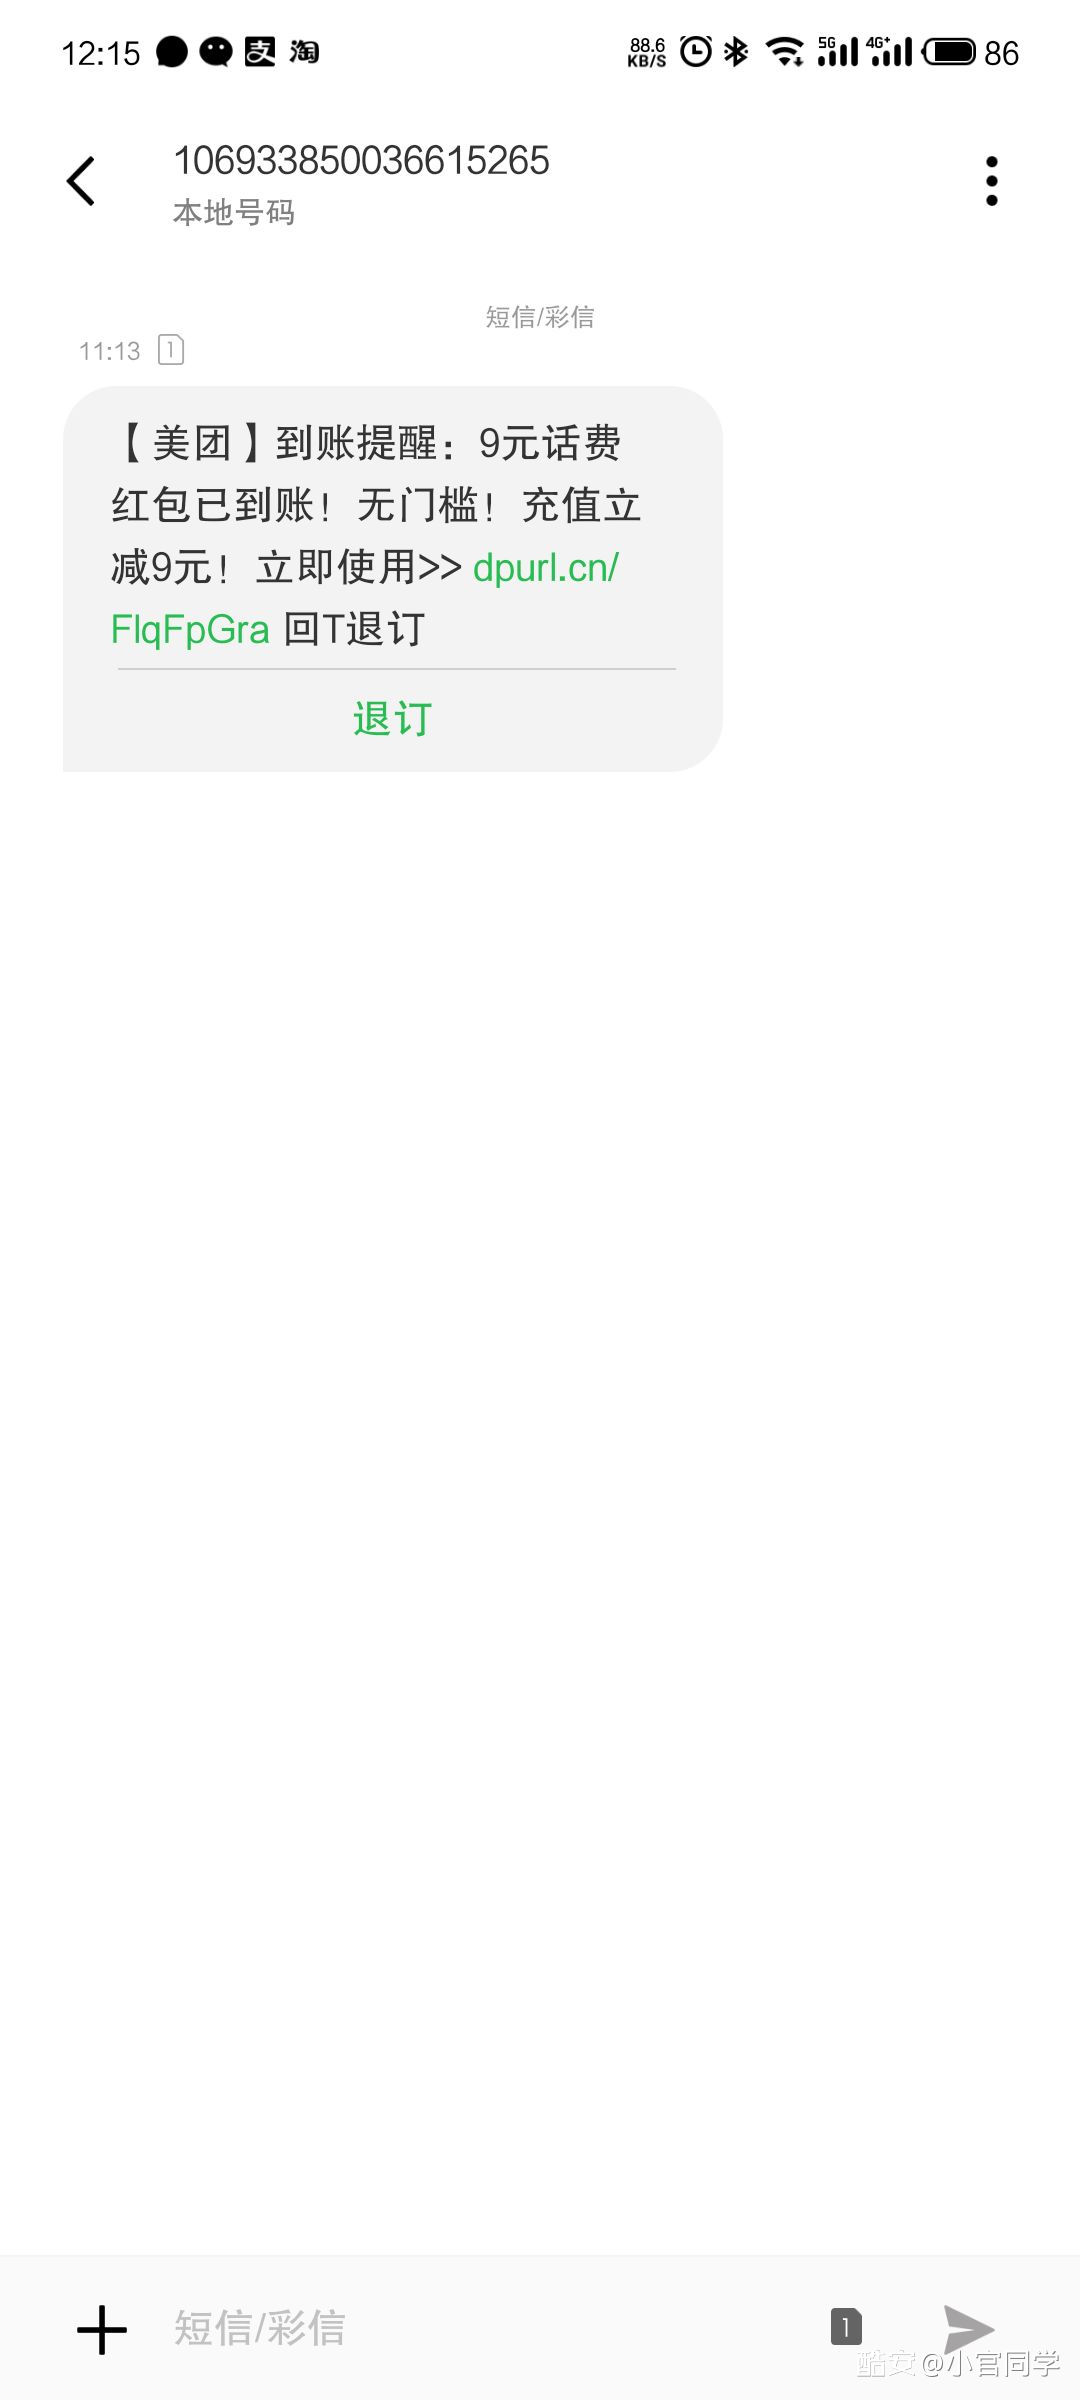 12:15 支 淘 88.6 KB/S 5G 4G+ 86
106933850036615265
本地号码
短信/彩信
11:13 1
【美团】到账提醒：9元话费
红包已到账！无门槛！充值立
减9元！立即使用>> dpurl.cn/
FlqFpGra 回T退订
退订
短信/彩信 1
酷安 @小官同学